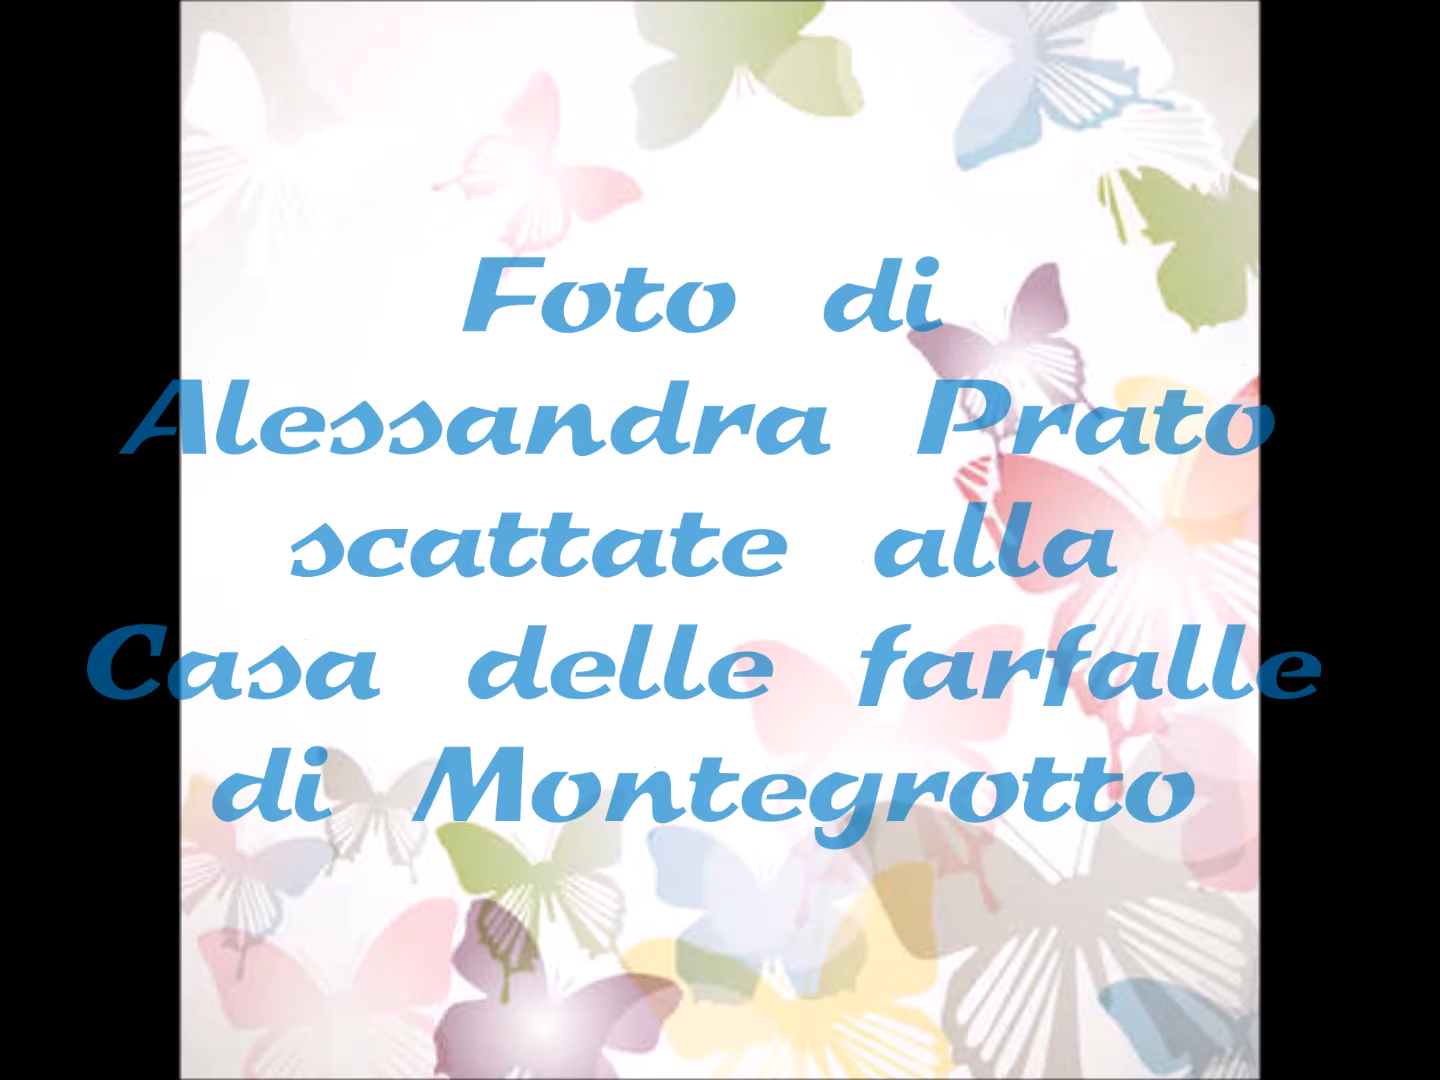 Foto di
Alessandra Prato
scattate alla
Casa delle farfalle
di Montegrotto